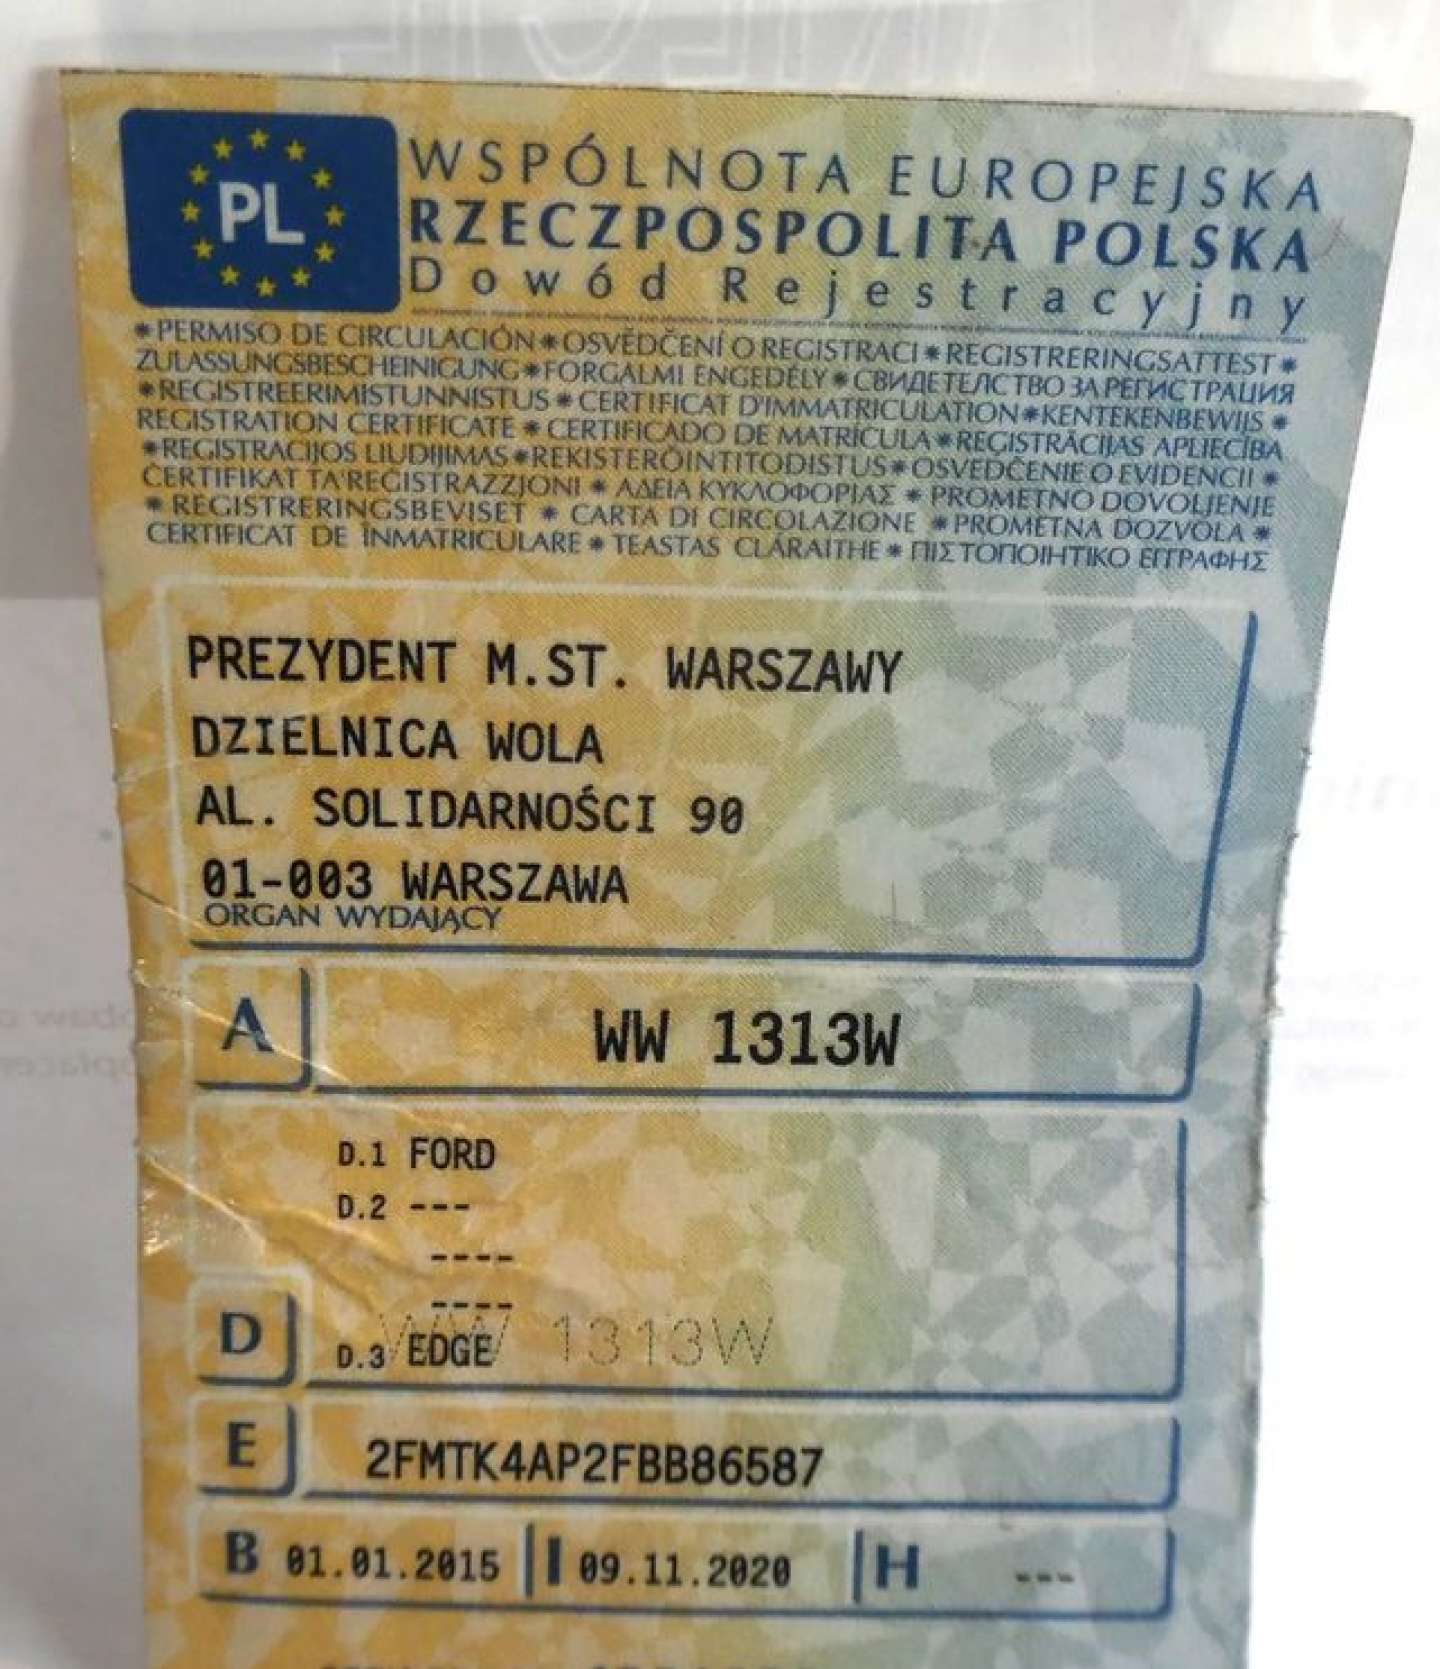 PL
WSPÓLNOTA EUROPEJSKA
RZECZPOSPOLITA POLSKA
Dowód Rejestracyjny
*PERMISO DE CIRCULACIÓN*OSVĚDČENÍ O REGISTRACI*REGISTRERINGSATTEST*
ZULASSUNGSBESCHEINIGUNG*FORGALMI ENGEDÉLY*СВИДЕТЕЛСТВО ЗА РЕГИСТРАЦИЯ
*REGISTREERIMISTUNNISTUS*CERTIFICAT D'IMMATRICULATION*KENTEKENBEWIJS*
REGISTRATION CERTIFICATE*CERTIFICADO DE MATRÍCULA*REGISTRĀCIJAS APLIECĪBA
*REGISTRACIJOS LIUDIJIMAS*REKISTERÖINTITODISTUS*OSVEDČENIE O EVIDENCII*
ĊERTIFIKAT TA'REĠISTRAZZJONI*ΑΔΕΙΑ ΚΥΚΛΟΦΟΡΙΑΣ*PROMETNO DOVOLJENJE
*REGISTRERINGSBEVISET*CARTA DI CIRCOLAZIONE*PROMETNA DOZVOLA*
CERTIFICAT DE ÎNMATRICULARE*TEASTAS CLÁRAITHE*ΠΙΣΤΟΠΟΙΗΤΙΚΟ ΕΓΓΡΑΦΗΣ
PREZYDENT M.ST. WARSZAWY
DZIELNICA WOLA
AL. SOLIDARNOŚCI 90
01-003 WARSZAWA
ORGAN WYDAJĄCY
A WW 1313W
D.1 FORD
D.2 ---
----
----
WW 1313W
D D.3 EDGE
E 2FMTK4AP2FBB86587
B 01.01.2015 I 09.11.2020 H ---